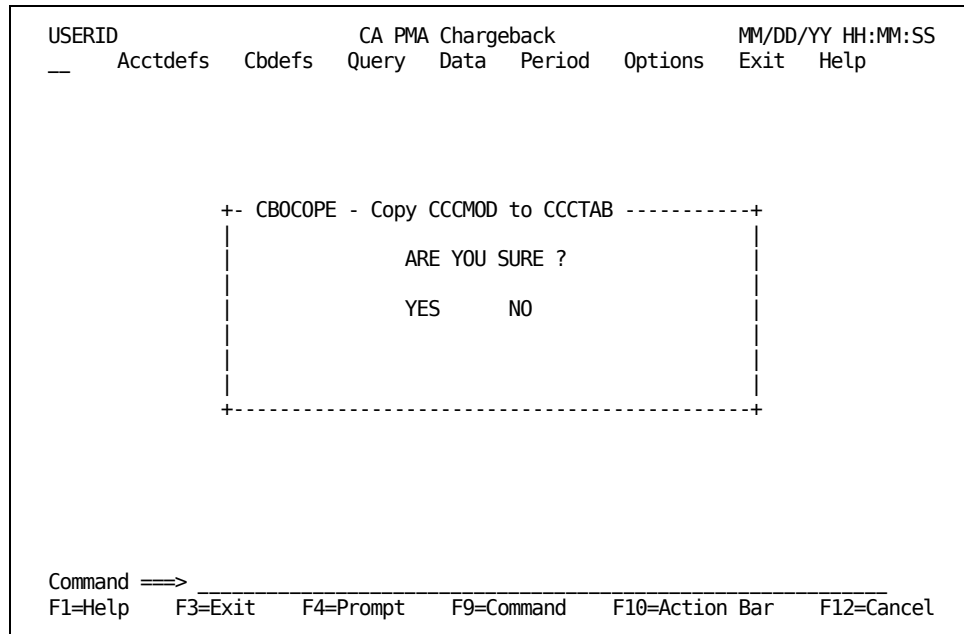 USERID CA PMA Chargeback MM/DD/YY HH:MM:SS
__ Acctdefs Cbdefs Query Data Period Options Exit Help
+- CBOCOPE - Copy CCCMOD to CCCTAB -----------+
| |
| ARE YOU SURE ? |
| |
| YES NO |
| |
| |
| |
+---------------------------------------------+
Command ===> ____________________________________________________________
F1=Help F3=Exit F4=Prompt F9=Command F10=Action Bar F12=Cancel